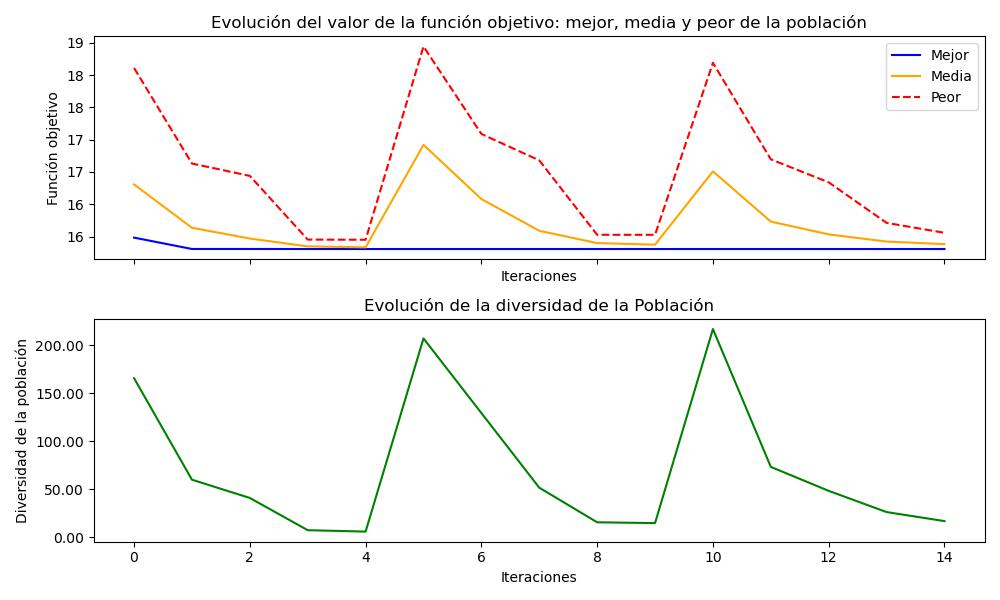 Evolución del valor de la función objetivo: mejor, media y peor de la población
19
18
18
17
17
16
16
Función objetivo
Mejor
Media
Peor
Iteraciones
Evolución de la diversidad de la Población
200.00
150.00
100.00
50.00
0.00
Diversidad de la población
0 2 4 6 8 10 12 14
Iteraciones